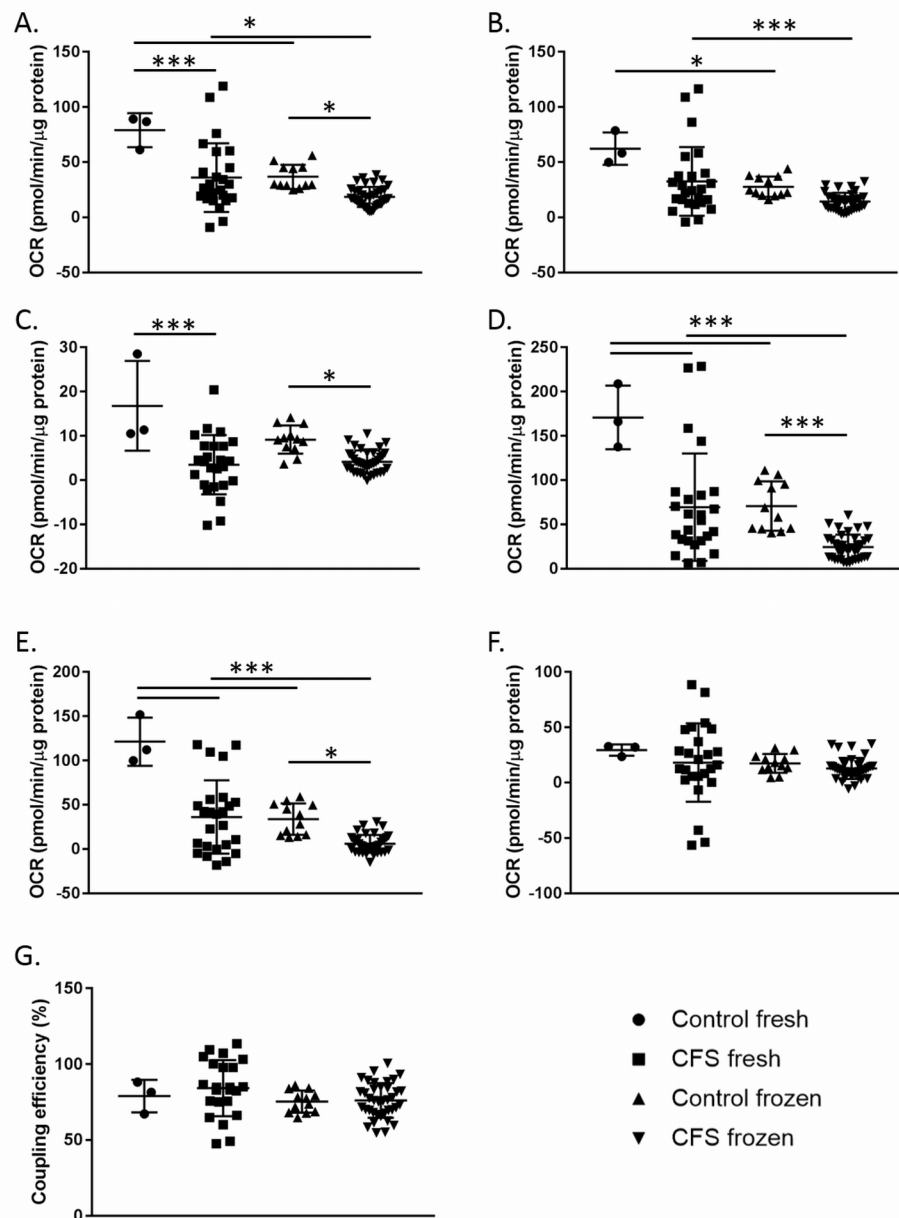 A.
*
***
*
150
100
50
0
-50
OCR (pmol/min/µg protein)
B.
***
*
150
100
50
0
-50
OCR (pmol/min/µg protein)
C.
***
*
30
20
10
0
-10
-20
OCR (pmol/min/µg protein)
D.
***
***
250
200
150
100
50
0
OCR (pmol/min/µg protein)
E.
***
*
200
150
100
50
0
-50
OCR (pmol/min/µg protein)
F.
100
50
0
-50
-100
OCR (pmol/min/µg protein)
G.
150
100
50
0
Coupling efficiency (%)
Control fresh
CFS fresh
Control frozen
CFS frozen